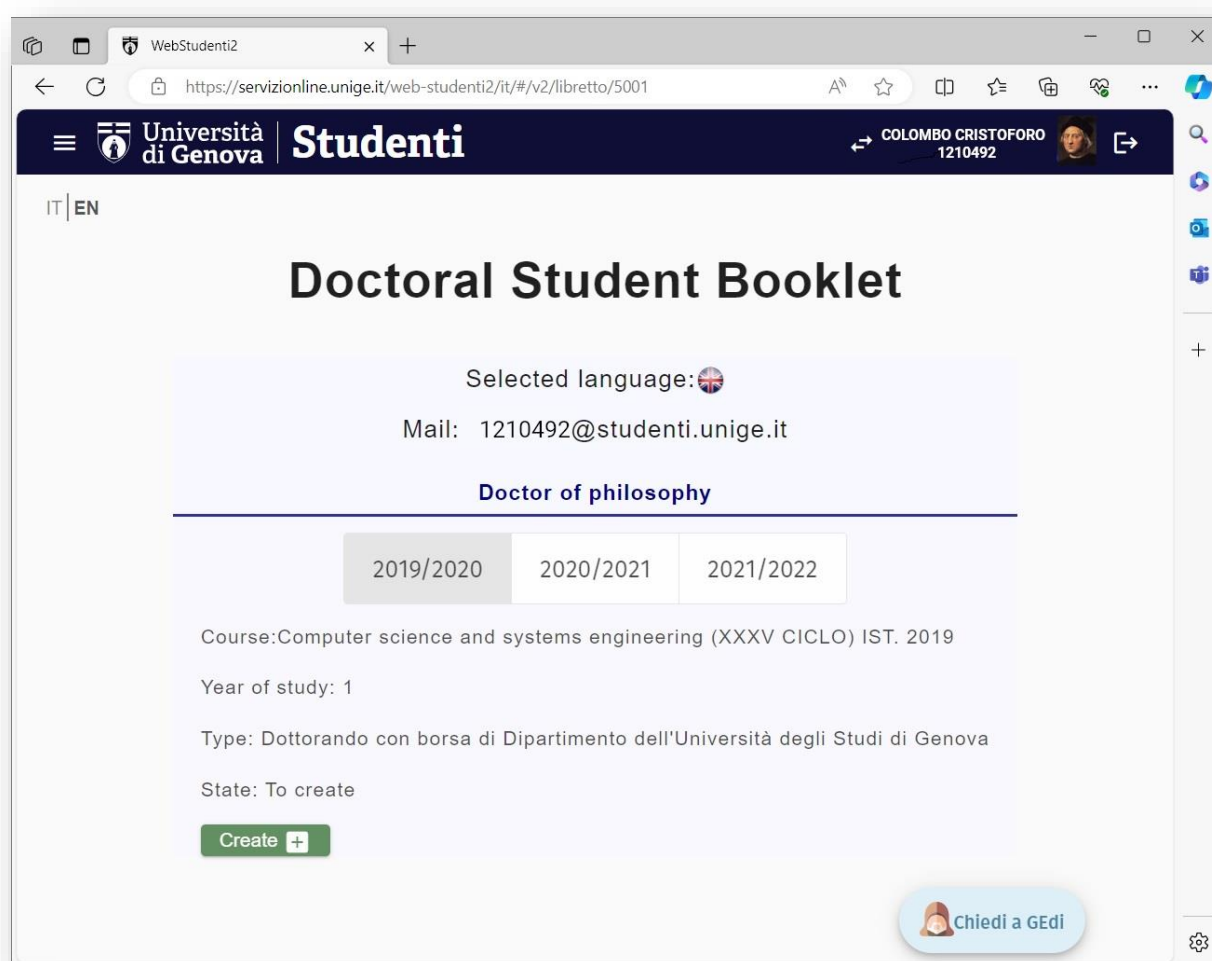 WebStudenti2
https://servizionline.unige.it/web-studenti2/it/#/v2/libretto/5001
Università
di Genova
Studenti
COLOMBO CRISTOFORO
1210492
IT|EN
Doctoral Student Booklet
Selected language:
Mail: 1210492@studenti.unige.it
Doctor of philosophy
2019/2020 2020/2021 2021/2022
Course:Computer science and systems engineering (XXXV CICLO) IST. 2019
Year of study: 1
Type: Dottorando con borsa di Dipartimento dell'Università degli Studi di Genova
State: To create
Create +
Chiedi a GEdi